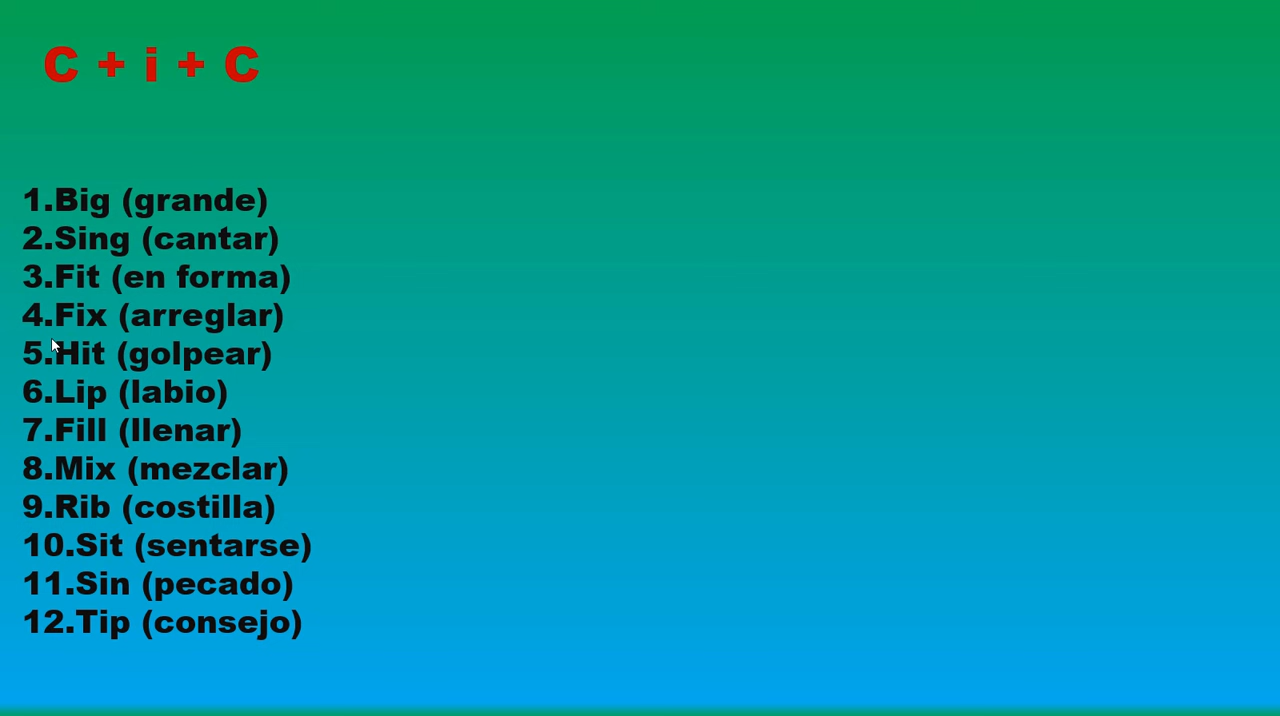 C + i + C
1.Big (grande)
2.Sing (cantar)
3.Fit (en forma)
4.Fix (arreglar)
5.Hit (golpear)
6.Lip (labio)
7.Fill (llenar)
8.Mix (mezclar)
9.Rib (costilla)
10.Sit (sentarse)
11.Sin (pecado)
12.Tip (consejo)